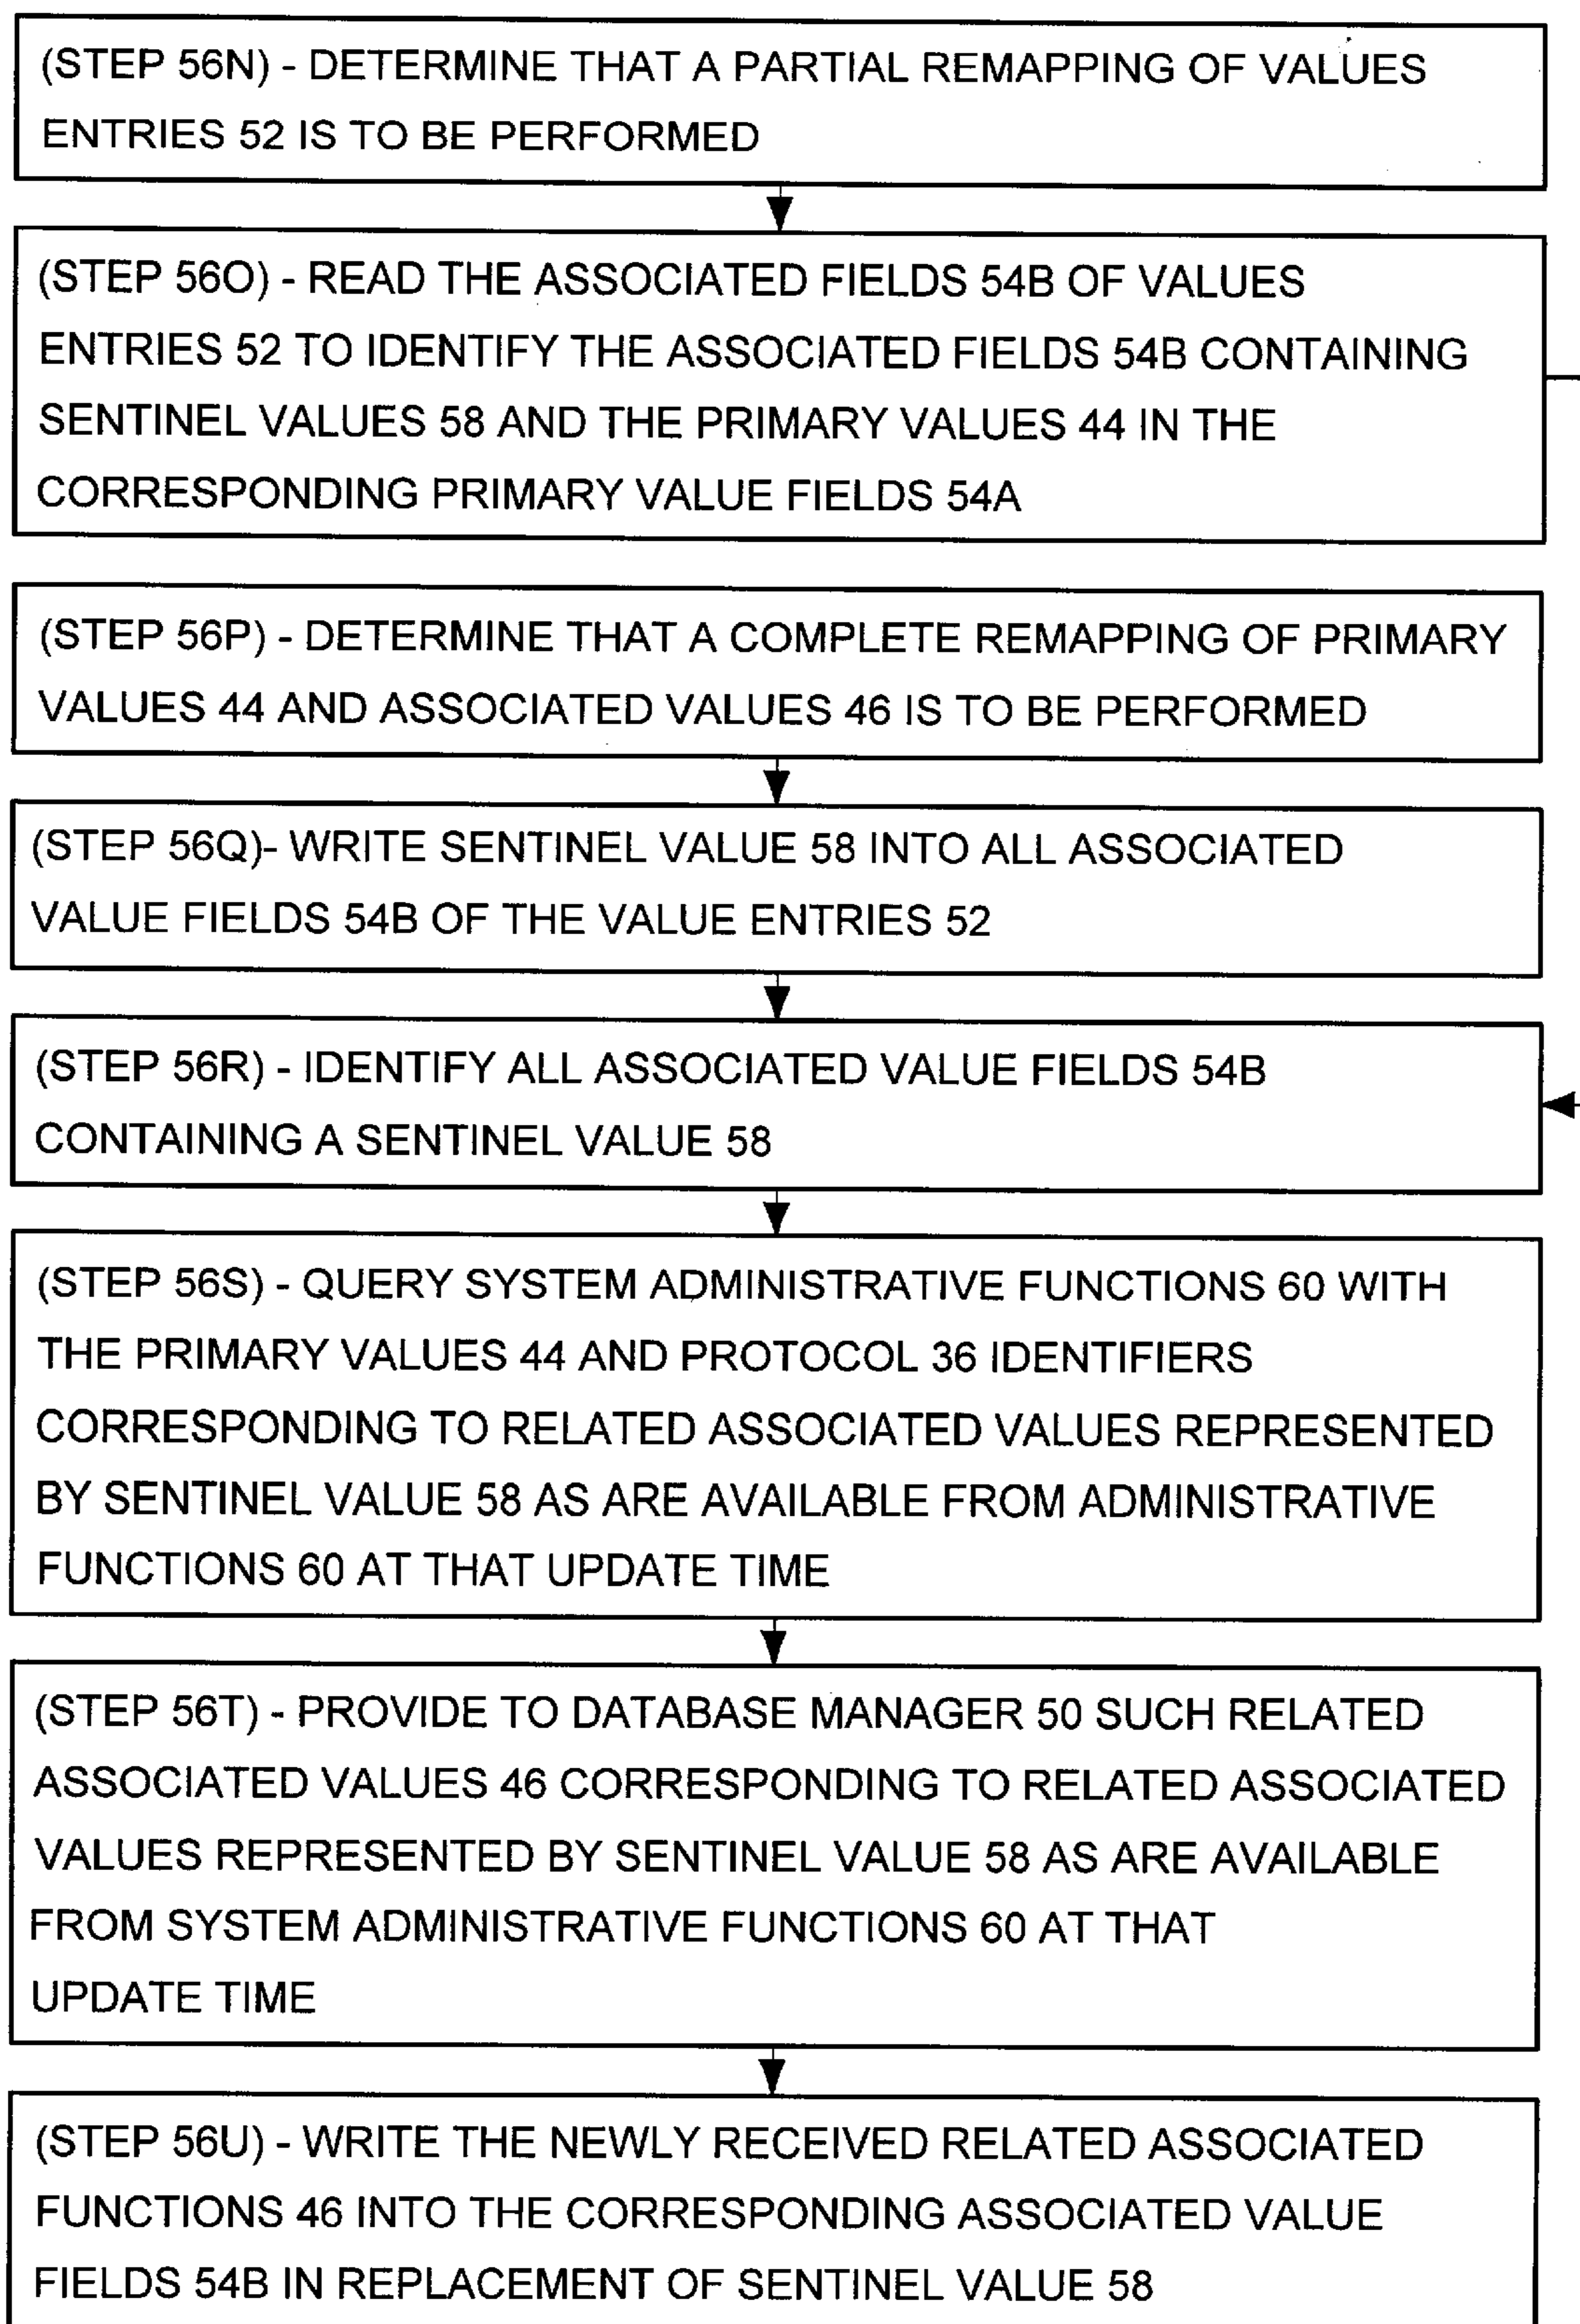 (STEP 56N) - DETERMINE THAT A PARTIAL REMAPPING OF VALUES
ENTRIES 52 IS TO BE PERFORMED
(STEP 56O) - READ THE ASSOCIATED FIELDS 54B OF VALUES
ENTRIES 52 TO IDENTIFY THE ASSOCIATED FIELDS 54B CONTAINING
SENTINEL VALUES 58 AND THE PRIMARY VALUES 44 IN THE
CORRESPONDING PRIMARY VALUE FIELDS 54A
(STEP 56P) - DETERMINE THAT A COMPLETE REMAPPING OF PRIMARY
VALUES 44 AND ASSOCIATED VALUES 46 IS TO BE PERFORMED
(STEP 56Q)- WRITE SENTINEL VALUE 58 INTO ALL ASSOCIATED
VALUE FIELDS 54B OF THE VALUE ENTRIES 52
(STEP 56R) - IDENTIFY ALL ASSOCIATED VALUE FIELDS 54B
CONTAINING A SENTINEL VALUE 58
(STEP 56S) - QUERY SYSTEM ADMINISTRATIVE FUNCTIONS 60 WITH
THE PRIMARY VALUES 44 AND PROTOCOL 36 IDENTIFIERS
CORRESPONDING TO RELATED ASSOCIATED VALUES REPRESENTED
BY SENTINEL VALUE 58 AS ARE AVAILABLE FROM ADMINISTRATIVE
FUNCTIONS 60 AT THAT UPDATE TIME
(STEP 56T) - PROVIDE TO DATABASE MANAGER 50 SUCH RELATED
ASSOCIATED VALUES 46 CORRESPONDING TO RELATED ASSOCIATED
VALUES REPRESENTED BY SENTINEL VALUE 58 AS ARE AVAILABLE
FROM SYSTEM ADMINISTRATIVE FUNCTIONS 60 AT THAT
UPDATE TIME
(STEP 56U) - WRITE THE NEWLY RECEIVED RELATED ASSOCIATED
FUNCTIONS 46 INTO THE CORRESPONDING ASSOCIATED VALUE
FIELDS 54B IN REPLACEMENT OF SENTINEL VALUE 58